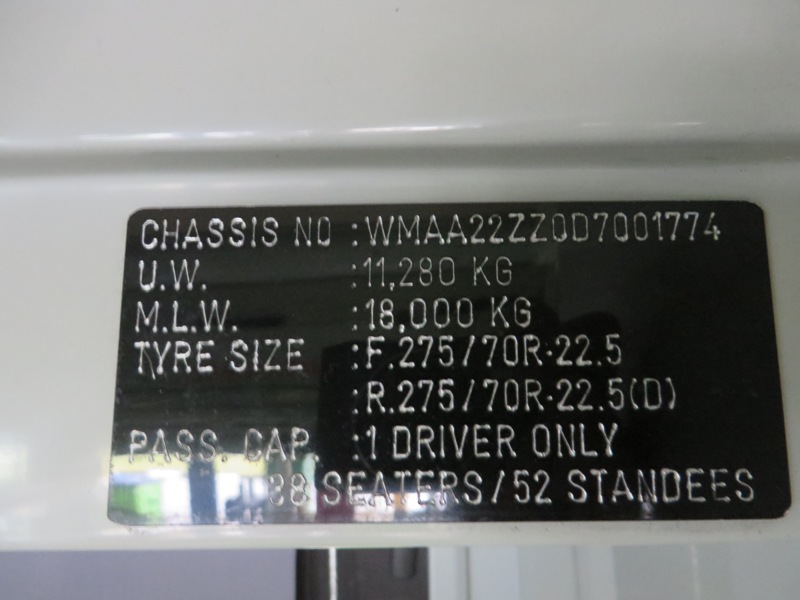 CHASSIS NO :WMAA22ZZ0D7001774
U.W. :11,280 KG
M.L.W. :18,000 KG
TYRE SIZE :F.275/70R·22.5
:R.275/70R·22.5(D)
PASS. CAP. :1 DRIVER ONLY
38 SEATERS/52 STANDEES